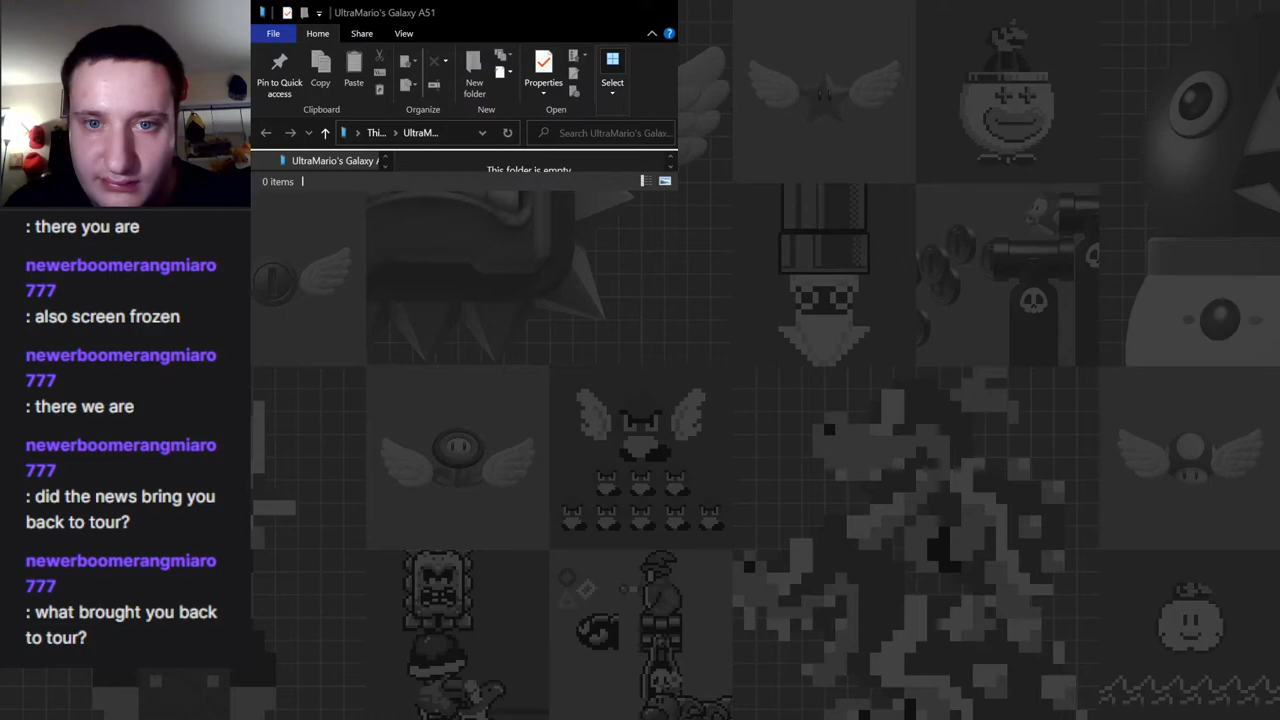 UltraMario's Galaxy A51
File Home Share View
Pin to Quick access
Copy
Paste
New folder
Properties
Select
Clipboard Organize New Open
Thi... UltraM... Search UltraMario's Galax...
UltraMario's Galaxy A
This folder is empty.
0 items
: there you are
newerboomerangmiaro
777
: also screen frozen
newerboomerangmiaro
777
: there we are
newerboomerangmiaro
777
: did the news bring you
back to tour?
newerboomerangmiaro
777
: what brought you back
to tour?